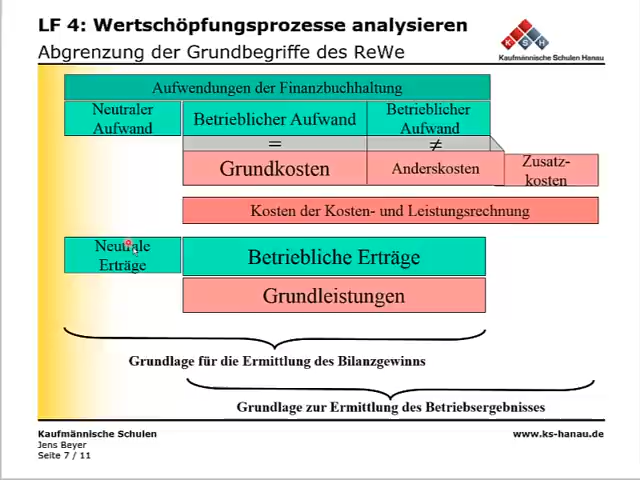 LF 4: Wertschöpfungsprozesse analysieren
Abgrenzung der Grundbegriffe des ReWe
K S H
Kaufmännische Schulen Hanau
Aufwendungen der Finanzbuchhaltung
Neutraler
Aufwand
Betrieblicher Aufwand
Betrieblicher
Aufwand
=
≠
Grundkosten
Anderskosten
Zusatz-
kosten
Kosten der Kosten- und Leistungsrechnung
Neutrale
Erträge
Betriebliche Erträge
Grundleistungen
Grundlage für die Ermittlung des Bilanzgewinns
Grundlage zur Ermittlung des Betriebsergebnisses
Kaufmännische Schulen
www.ks-hanau.de
Jens Beyer
Seite 7 / 11